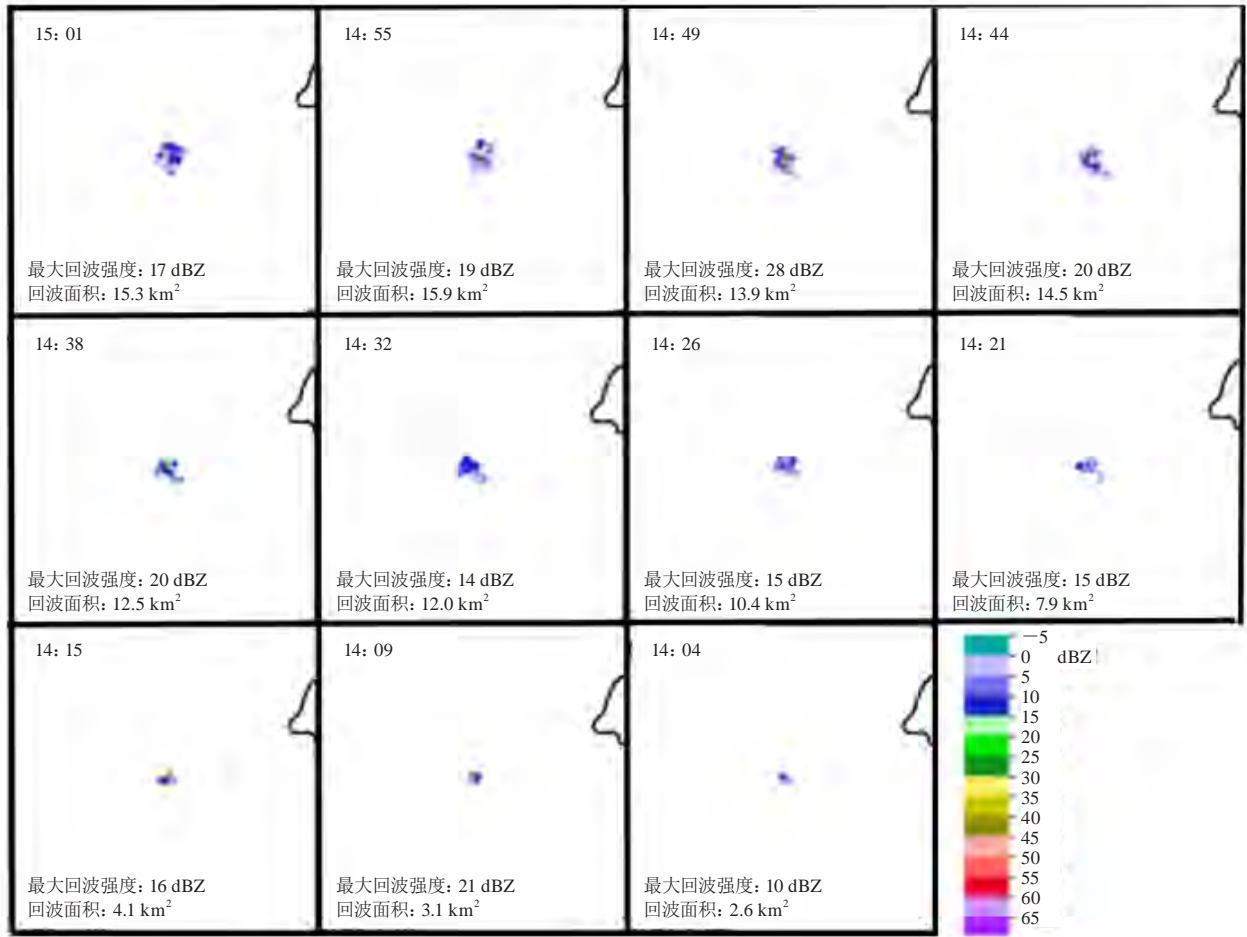 15: 01
最大回波强度: 17 dBZ
回波面积: 15.3 km²
14: 55
最大回波强度: 19 dBZ
回波面积: 15.9 km²
14: 49
最大回波强度: 28 dBZ
回波面积: 13.9 km²
14: 44
最大回波强度: 20 dBZ
回波面积: 14.5 km²
14: 38
最大回波强度: 20 dBZ
回波面积: 12.5 km²
14: 32
最大回波强度: 14 dBZ
回波面积: 12.0 km²
14: 26
最大回波强度: 15 dBZ
回波面积: 10.4 km²
14: 21
最大回波强度: 15 dBZ
回波面积: 7.9 km²
14: 15
最大回波强度: 16 dBZ
回波面积: 4.1 km²
14: 09
最大回波强度: 21 dBZ
回波面积: 3.1 km²
14: 04
最大回波强度: 10 dBZ
回波面积: 2.6 km²
−5
0 dBZ
5
10
15
20
25
30
35
40
45
50
55
60
65